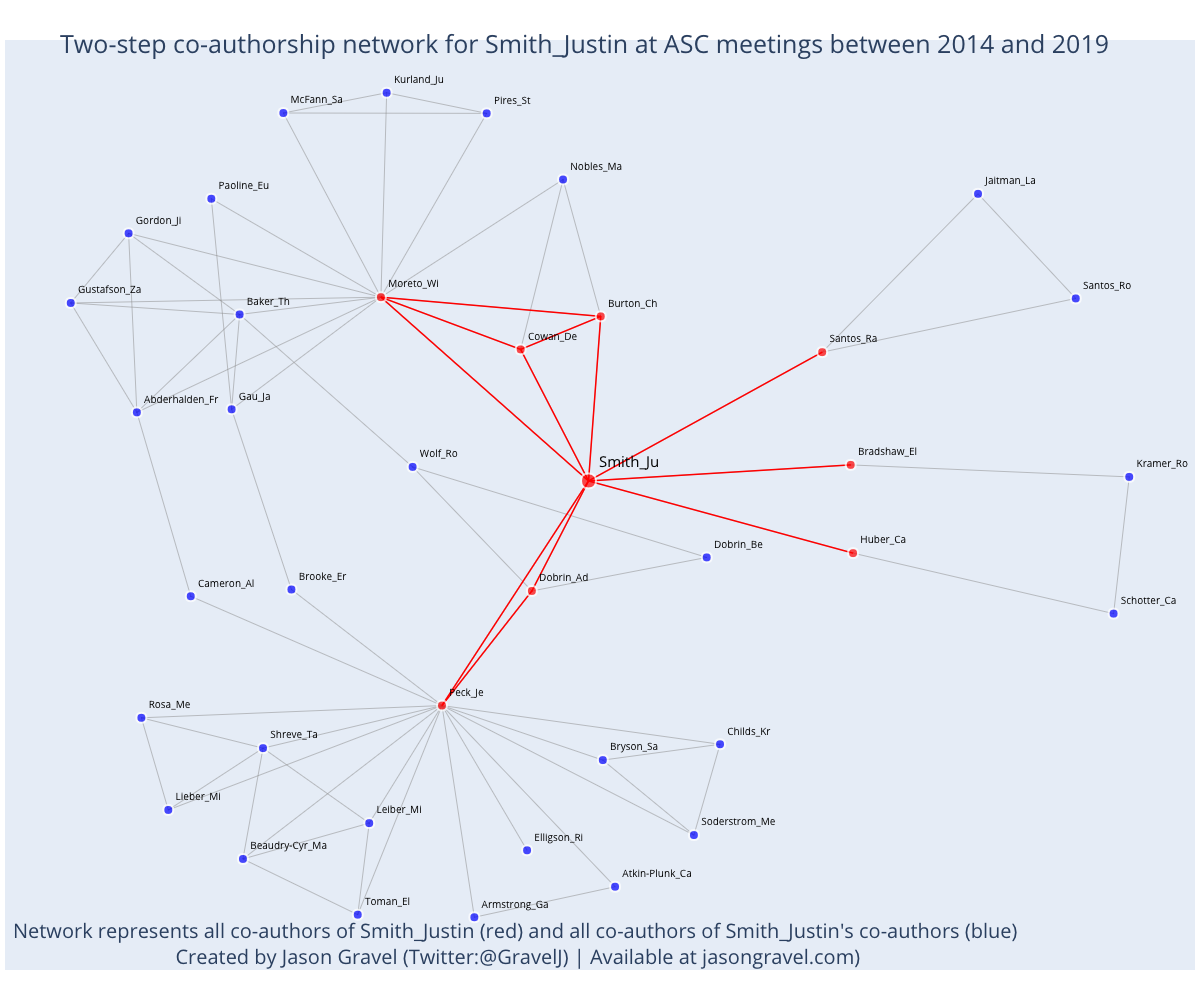 Two-step co-authorship network for Smith_Justin at ASC meetings between 2014 and 2019
Kurland_Ju
McFann_Sa
Pires_St
Nobles_Ma
Jaitman_La
Paoline_Eu
Gordon_Ji
Moreto_Wi
Santos_Ro
Gustafson_Za
Baker_Th
Burton_Ch
Cowan_De
Santos_Ra
Abderhalden_Fr
Gau_Ja
Wolf_Ro
Bradshaw_El
Smith_Ju
Kramer_Ro
Huber_Ca
Dobrin_Be
Brooke_Er
Dobrin_Ad
Cameron_Al
Schotter_Ca
Peck_Je
Rosa_Me
Childs_Kr
Shreve_Ta
Bryson_Sa
Lieber_Mi
Leiber_Mi
Soderstrom_Me
Elligson_Ri
Beaudry-Cyr_Ma
Atkin-Plunk_Ca
Toman_El
Armstrong_Ga
Network represents all co-authors of Smith_Justin (red) and all co-authors of Smith_Justin's co-authors (blue)
Created by Jason Gravel (Twitter:@GravelJ) | Available at jasongravel.com)